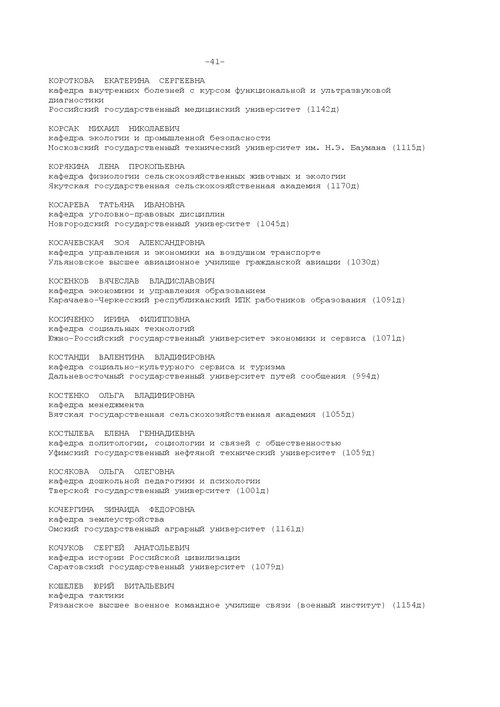 -41-
КОРОТКОВА ЕКАТЕРИНА СЕРГЕЕВНА
кафедра внутренних болезней с курсом функциональной и ультразвуковой
диагностики
Российский государственный медицинский университет (1142д)
КОРСАК МИХАИЛ НИКОЛАЕВИЧ
кафедра экологии и промышленной безопасности
Московский государственный технический университет им. Н.Э. Баумана (1115д)
КОРЯКИНА ЛЕНА ПРОКОПЬЕВНА
кафедра физиологии сельскохозяйственных животных и экологии
Якутская государственная сельскохозяйственная академия (1170д)
КОСАРЕВА ТАТЬЯНА ИВАНОВНА
кафедра уголовно-правовых дисциплин
Новгородский государственный университет (1045д)
КОСАЧЕВСКАЯ ЗОЯ АЛЕКСАНДРОВНА
кафедра управления и экономики на воздушном транспорте
Ульяновское высшее авиационное училище гражданской авиации (1030д)
КОСЕНКОВ ВЯЧЕСЛАВ ВЛАДИСЛАВОВИЧ
кафедра экономики и управления образованием
Карачаево-Черкесский республиканский ИПК работников образования (1091д)
КОСИЧЕНКО ИРИНА ФИЛИППОВНА
кафедра социальных технологий
Южно-Российский государственный университет экономики и сервиса (1071д)
КОСТАНДИ ВАЛЕНТИНА ВЛАДИМИРОВНА
кафедра социально-культурного сервиса и туризма
Дальневосточный государственный университет путей сообщения (994д)
КОСТЕНКО ОЛЬГА ВЛАДИМИРОВНА
кафедра менеджмента
Вятская государственная сельскохозяйственная академия (1055д)
КОСТЫЛЕВА ЕЛЕНА ГЕННАДИЕВНА
кафедра политологии, социологии и связей с общественностью
Уфимский государственный нефтяной технический университет (1059д)
КОСЯКОВА ОЛЬГА ОЛЕГОВНА
кафедра дошкольной педагогики и психологии
Тверской государственный университет (1001д)
КОЧЕРГИНА ЗИНАИДА ФЕДОРОВНА
кафедра землеустройства
Омский государственный аграрный университет (1161д)
КОЧУКОВ СЕРГЕЙ АНАТОЛЬЕВИЧ
кафедра истории Российской цивилизации
Саратовский государственный университет (1079д)
КОШЕЛЕВ ЮРИЙ ВИТАЛЬЕВИЧ
кафедра тактики
Рязанское высшее военное командное училище связи (военный институт) (1154д)